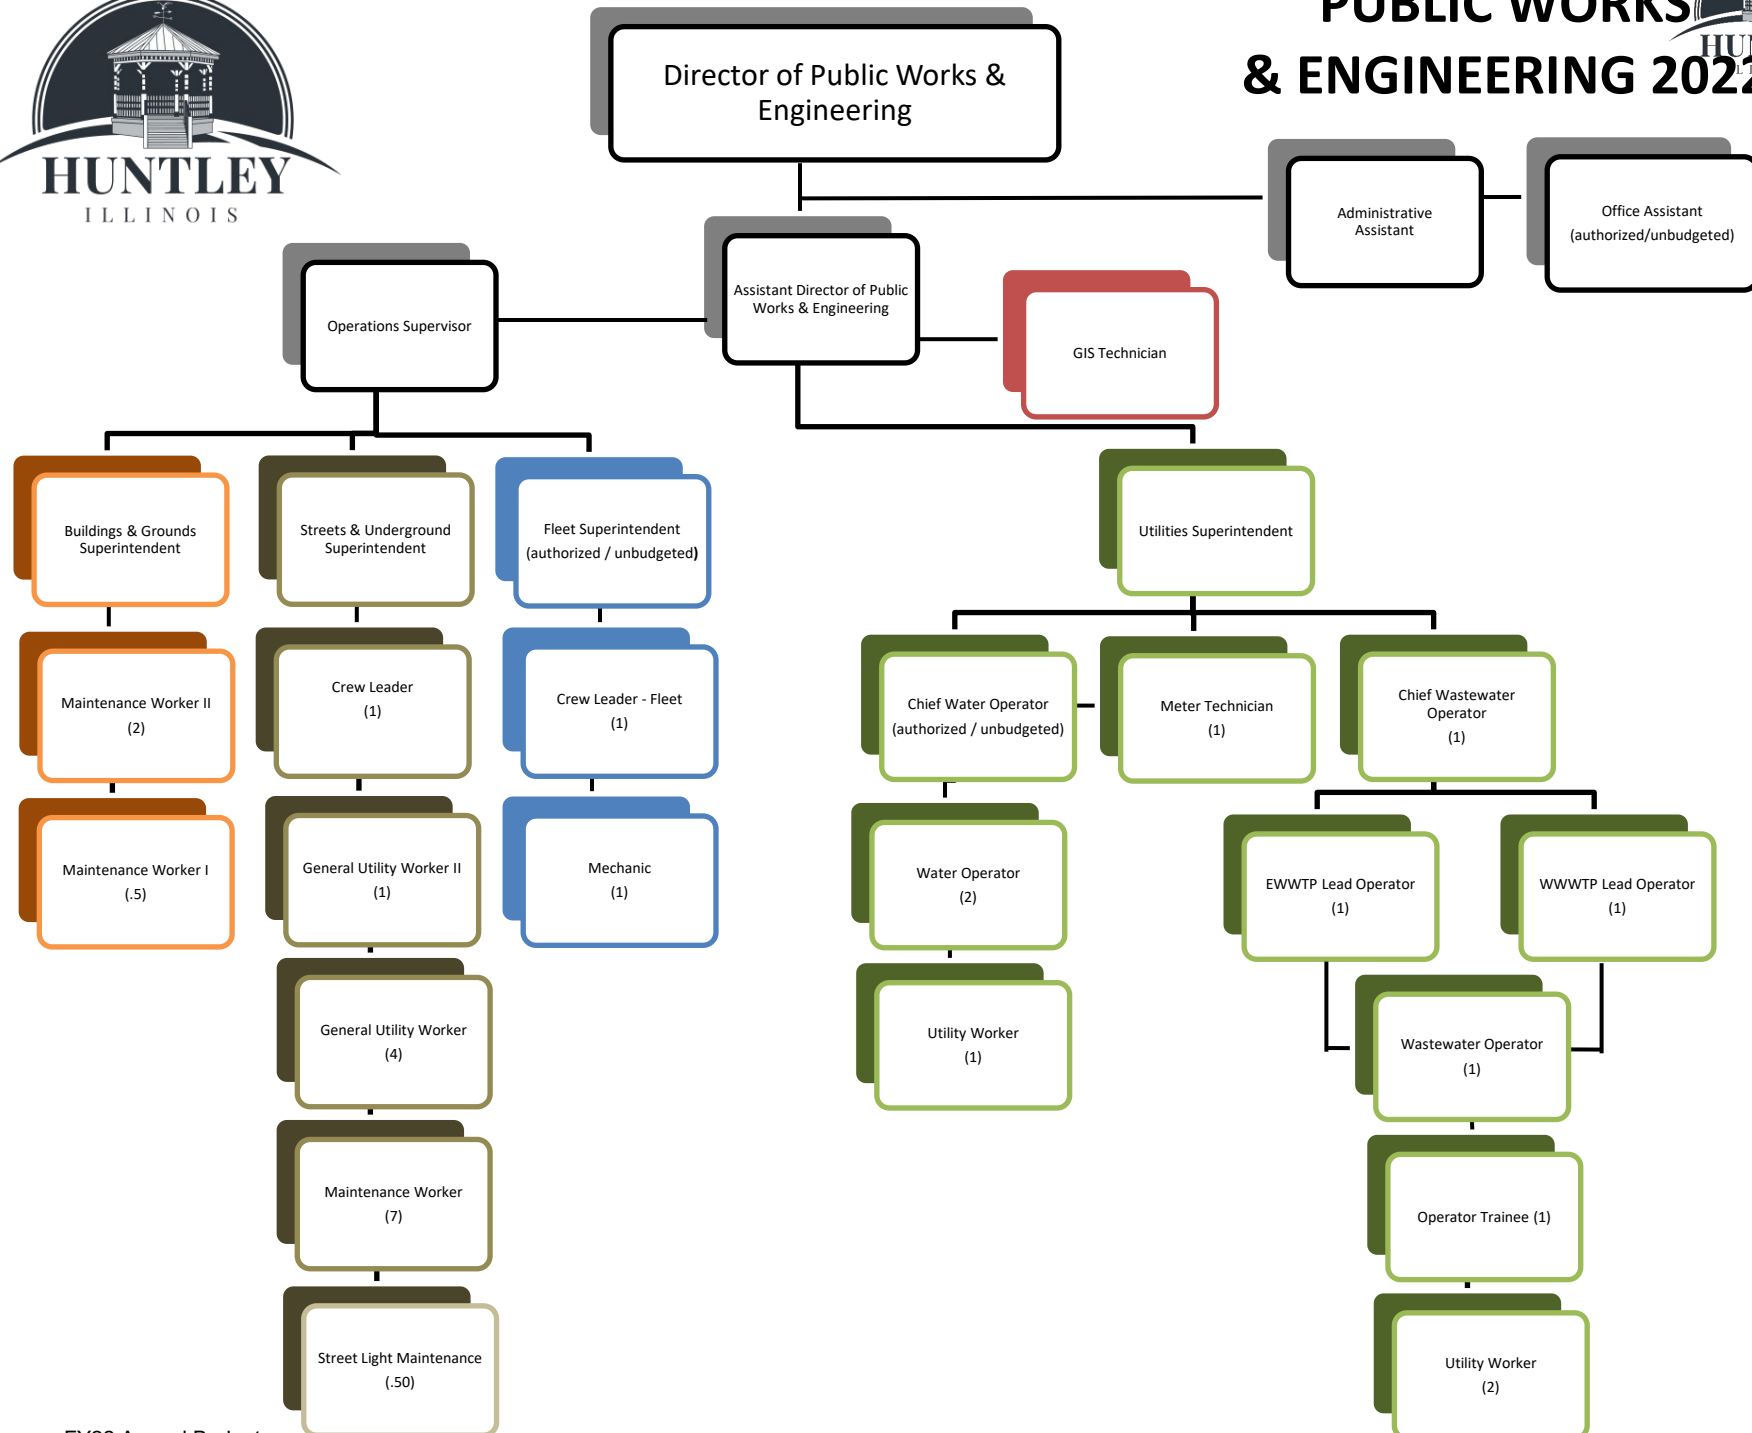 PUBLIC WORKS
& ENGINEERING 2022
HUNTLEY
ILLINOIS
Director of Public Works &
Engineering
Administrative
Assistant
Office Assistant
(authorized/unbudgeted)
Assistant Director of Public
Works & Engineering
Operations Supervisor
GIS Technician
Buildings & Grounds
Superintendent
Streets & Underground
Superintendent
Fleet Superintendent
(authorized / unbudgeted)
Utilities Superintendent
Maintenance Worker II
(2)
Crew Leader
(1)
Crew Leader - Fleet
(1)
Chief Water Operator
(authorized / unbudgeted)
Meter Technician
(1)
Chief Wastewater
Operator
(1)
Maintenance Worker I
(.5)
General Utility Worker II
(1)
Mechanic
(1)
Water Operator
(2)
EWWTP Lead Operator
(1)
WWWTP Lead Operator
(1)
General Utility Worker
(4)
Utility Worker
(1)
Wastewater Operator
(1)
Maintenance Worker
(7)
Operator Trainee (1)
Street Light Maintenance
(.50)
Utility Worker
(2)